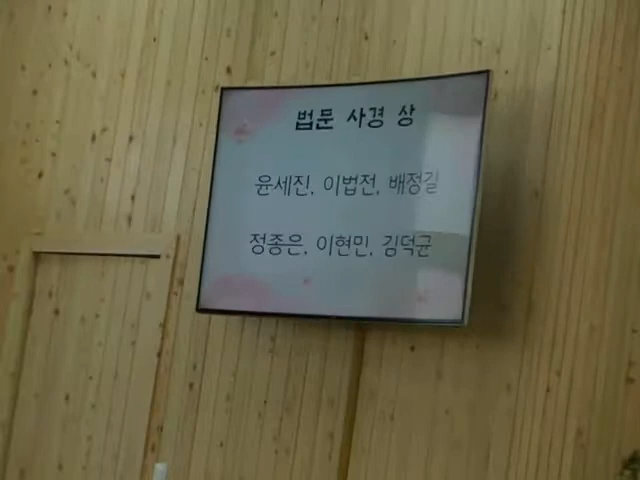 법문 사경 상
윤세진, 이법전, 배정길
정종은, 이현민, 김덕균